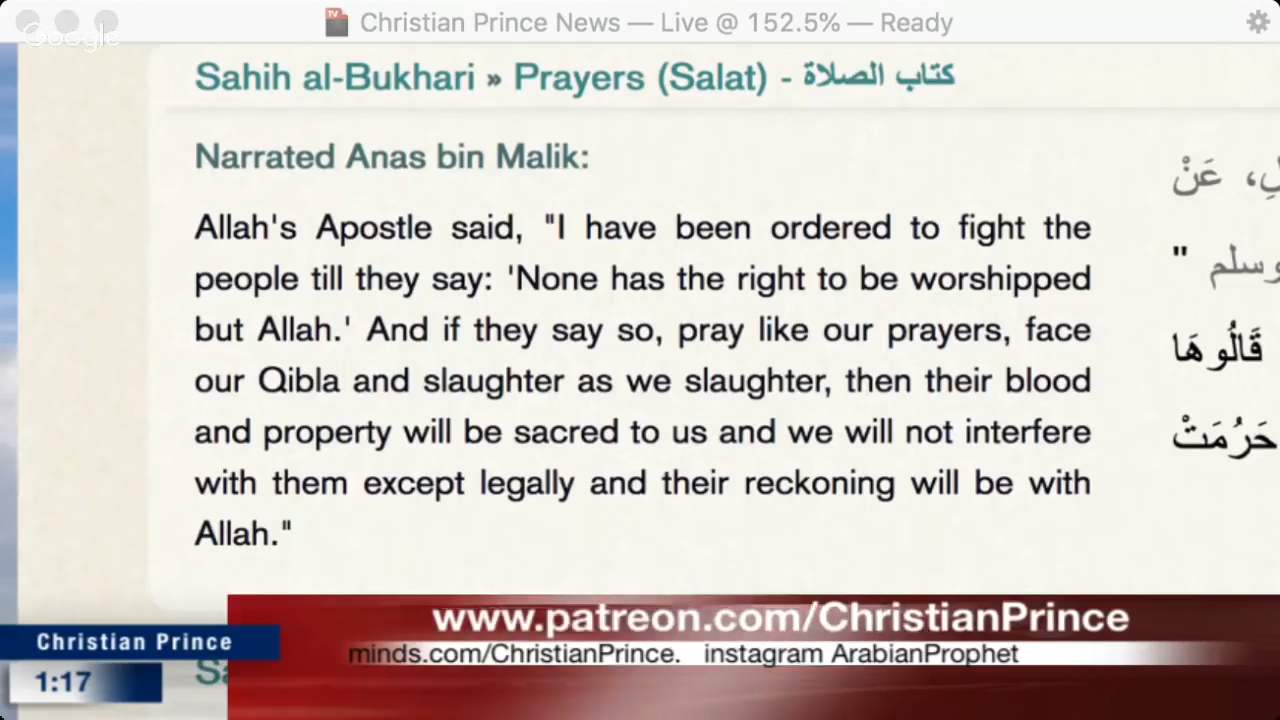 Christian Prince News — Live @ 152.5% — Ready
Google
Sahih al-Bukhari » Prayers (Salat) - كتاب الصلاة
Narrated Anas bin Malik:
Allah's Apostle said, "I have been ordered to fight the
people till they say: 'None has the right to be worshipped
but Allah.' And if they say so, pray like our prayers, face
our Qibla and slaughter as we slaughter, then their blood
and property will be sacred to us and we will not interfere
with them except legally and their reckoning will be with
Allah."
عَنْ
وسلم "
قَالُوهَا
حَرُمَتْ
www.patreon.com/ChristianPrince
Christian Prince
minds.com/ChristianPrince. instagram ArabianProphet
1:17